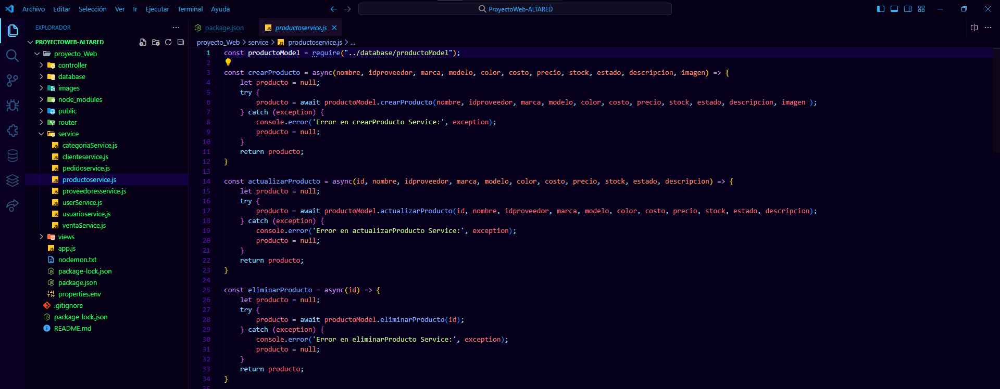 Archivo Editar Selección Ver Ir Ejecutar Terminal Ayuda
ProyectoWeb-ALTARED
EXPLORADOR
PROYECTOWEB-ALTARED
proyecto_Web
controller
database
images
node_modules
public
router
service
categoriaService.js
clienteservice.js
pedidoservice.js
productoservice.js
proveedoresservice.js
userService.js
usuarioservice.js
ventaService.js
views
app.js
nodemon.txt
package-lock.json
package.json
properties.env
.gitignore
package-lock.json
README.md
package.json productoservice.js
proyecto_Web > service > productoservice.js > ...
1 const productoModel = require("../database/productoModel");
2
3 const crearProducto = async(nombre, idproveedor, marca, modelo, color, costo, precio, stock, estado, descripcion, imagen) => {
4 let producto = null;
5 try {
6 producto = await productoModel.crearProducto(nombre, idproveedor, marca, modelo, color, costo, precio, stock, estado, descripcion, imagen );
7 } catch (exception) {
8 console.error('Error en crearProducto Service:', exception);
9 producto = null;
10 }
11 return producto;
12 }
13
14 const actualizarProducto = async(id, nombre, idproveedor, marca, modelo, color, costo, precio, stock, estado, descripcion) => {
15 let producto = null;
16 try {
17 producto = await productoModel.actualizarProducto(id, nombre, idproveedor, marca, modelo, color, costo, precio, stock, estado, descripcion);
18 } catch (exception) {
19 console.error('Error en actualizarProducto Service:', exception);
20 producto = null;
21 }
22 return producto;
23 }
24
25 const eliminarProducto = async(id) => {
26 let producto = null;
27 try {
28 producto = await productoModel.eliminarProducto(id);
29 } catch (exception) {
30 console.error('Error en eliminarProducto Service:', exception);
31 producto = null;
32 }
33 return producto;
34 }